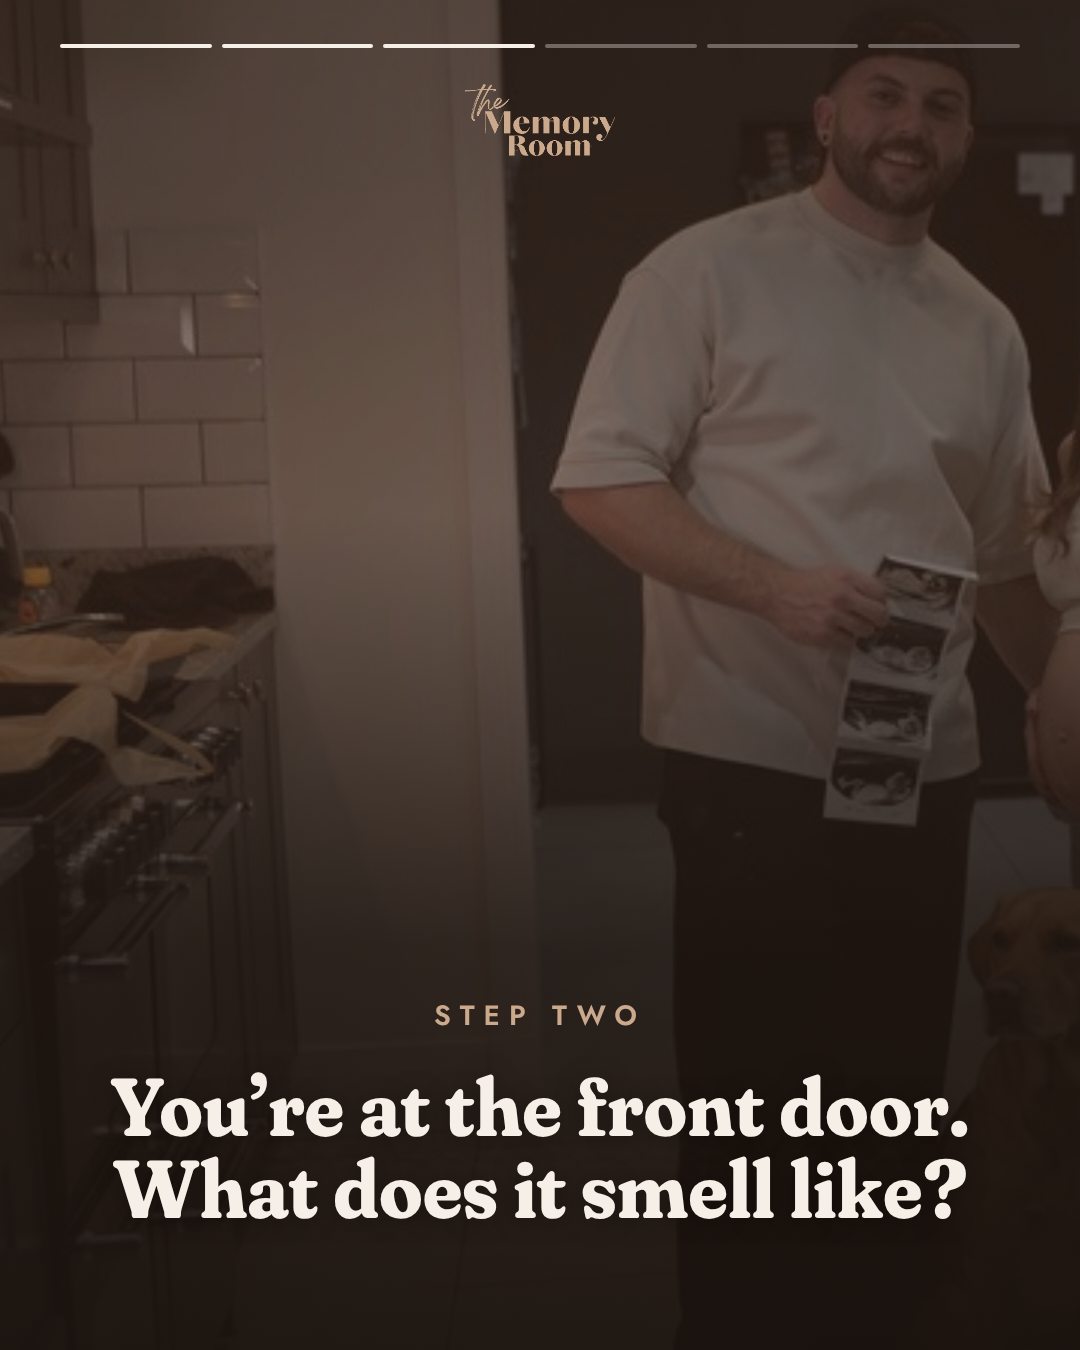 the
Memory
Room
STEP TWO
You’re at the front door.
What does it smell like?